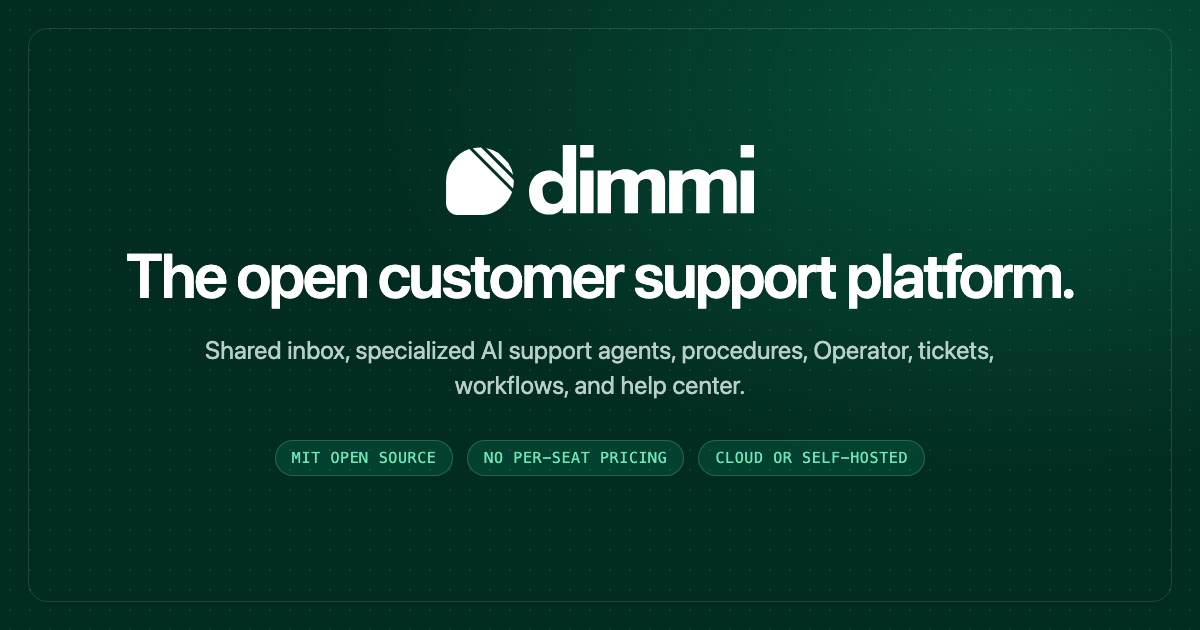 dimmi
The open customer support platform.
Shared inbox, specialized AI support agents, procedures, Operator, tickets,
workflows, and help center.
MIT OPEN SOURCE
NO PER-SEAT PRICING
CLOUD OR SELF-HOSTED